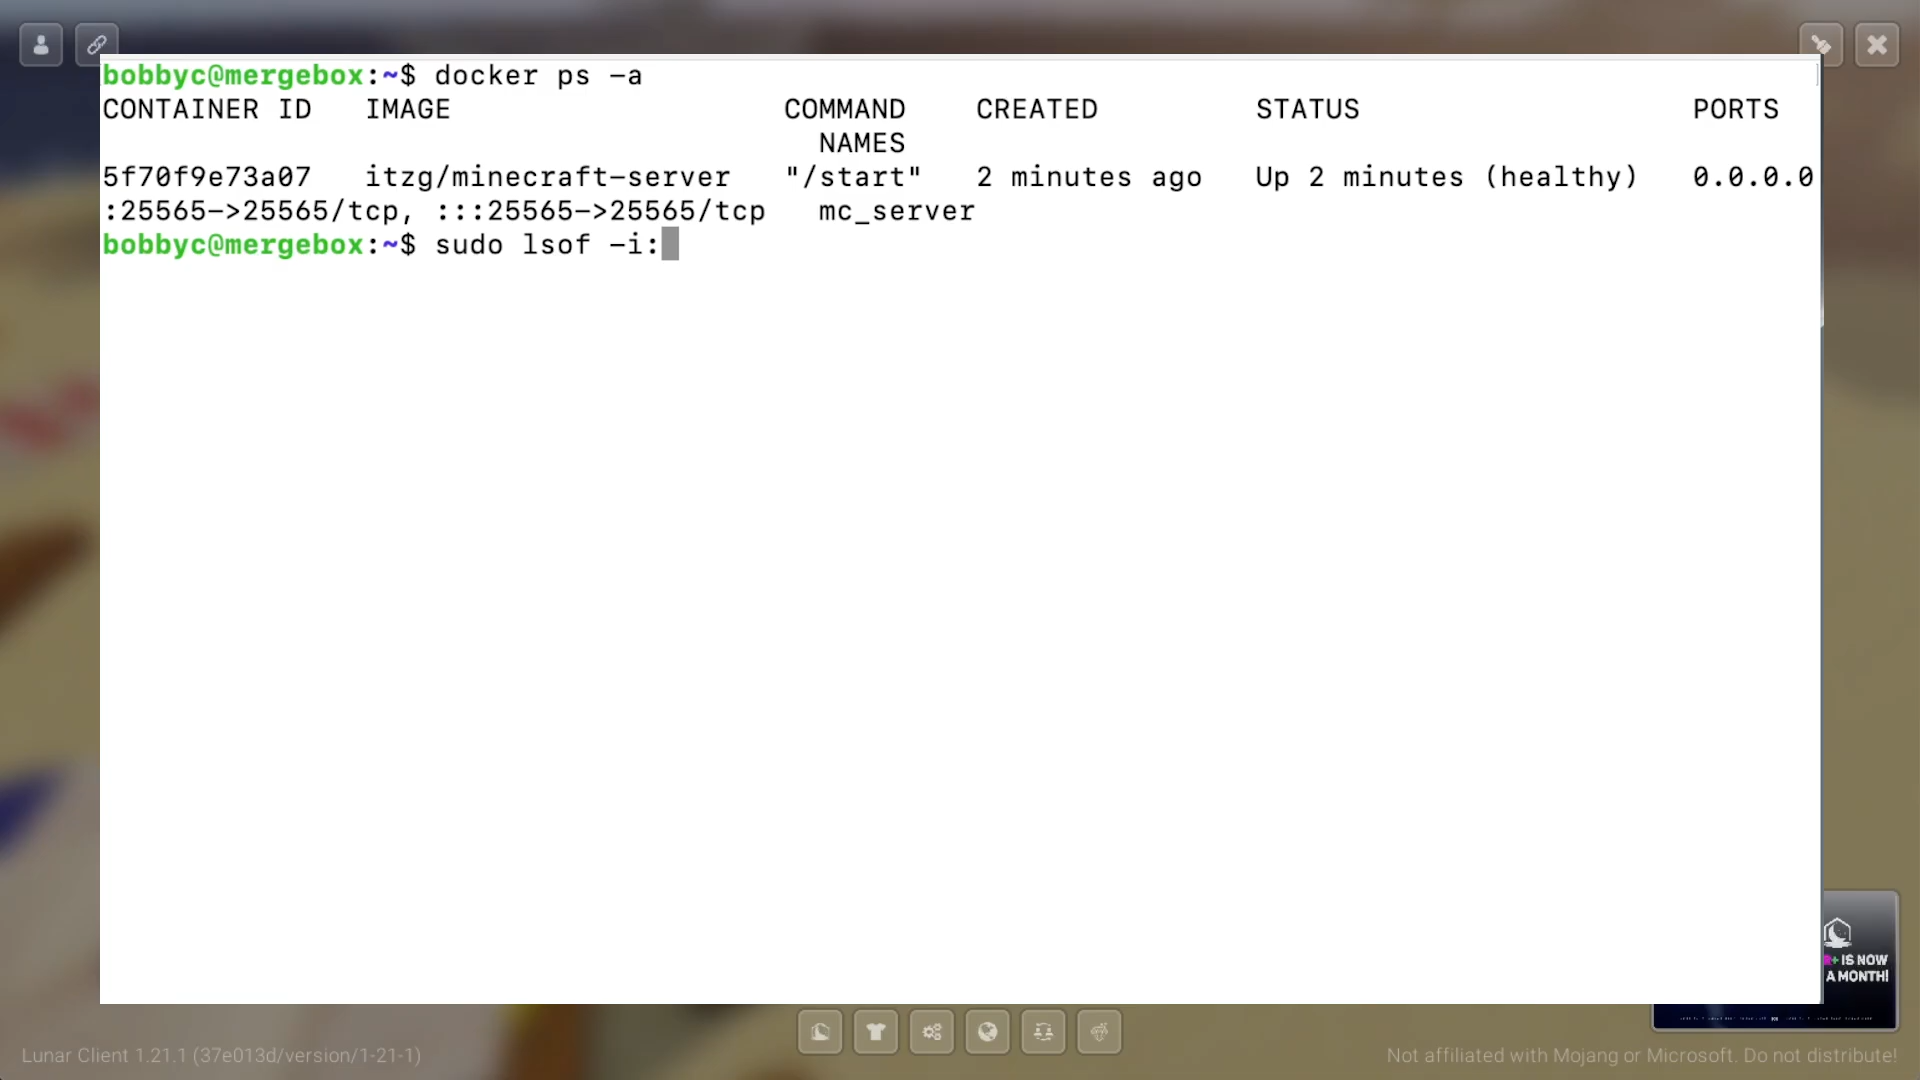 bobbyc@mergebox:~$ docker ps -a
CONTAINER ID   IMAGE   COMMAND   CREATED   STATUS   PORTS
NAMES
5f70f9e73a07   itzg/minecraft-server   "/start"   2 minutes ago   Up 2 minutes (healthy)   0.0.0.0
:25565->25565/tcp, :::25565->25565/tcp   mc_server
bobbyc@mergebox:~$ sudo lsof -i:
+ IS NOW
A MONTH!
Lunar Client 1.21.1 (37e013d/version/1-21-1)
Not affiliated with Mojang or Microsoft. Do not distribute!